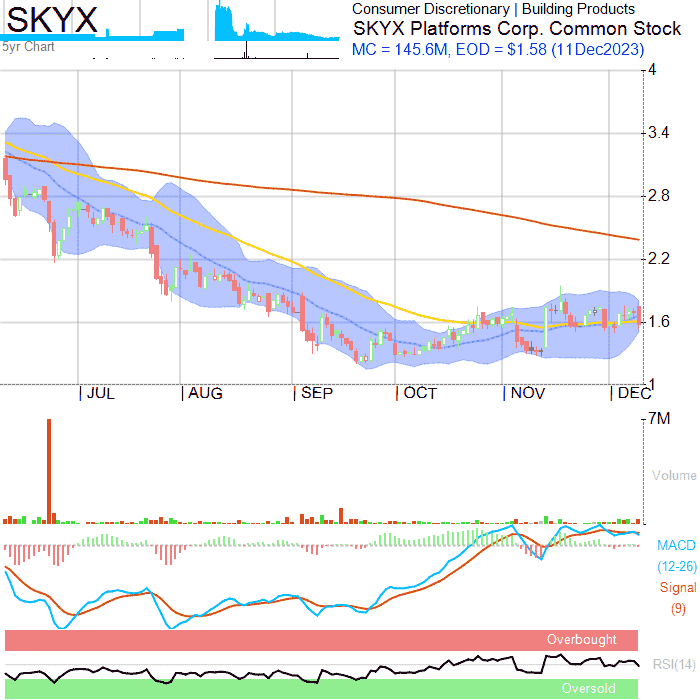 SKYX
5yr Chart
Consumer Discretionary | Building Products
SKYX Platforms Corp. Common Stock
MC = 145.6M, EOD = $1.58 (11Dec2023)
4
3.4
2.8
2.2
1.6
1
JUL
AUG
SEP
OCT
NOV
DEC
7M
Volume
MACD
(12-26)
Signal
(9)
Overbought
RSI(14)
Oversold